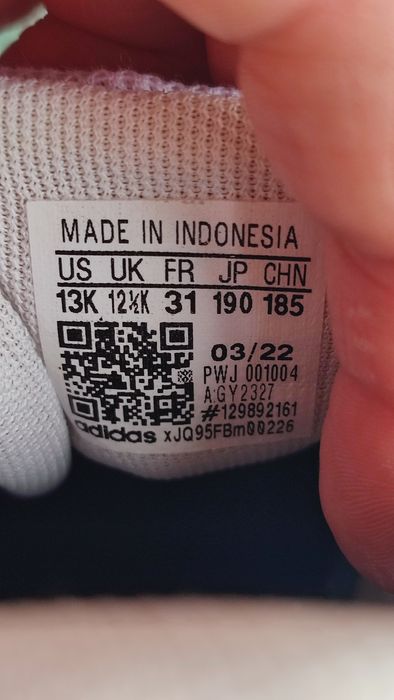 MADE IN INDONESIA
US UK FR JP CHN
13K 12½K 31 190 185
03/22
PWJ 001004
A:GY2327
#129892161
adidas xJQ95FBm00226